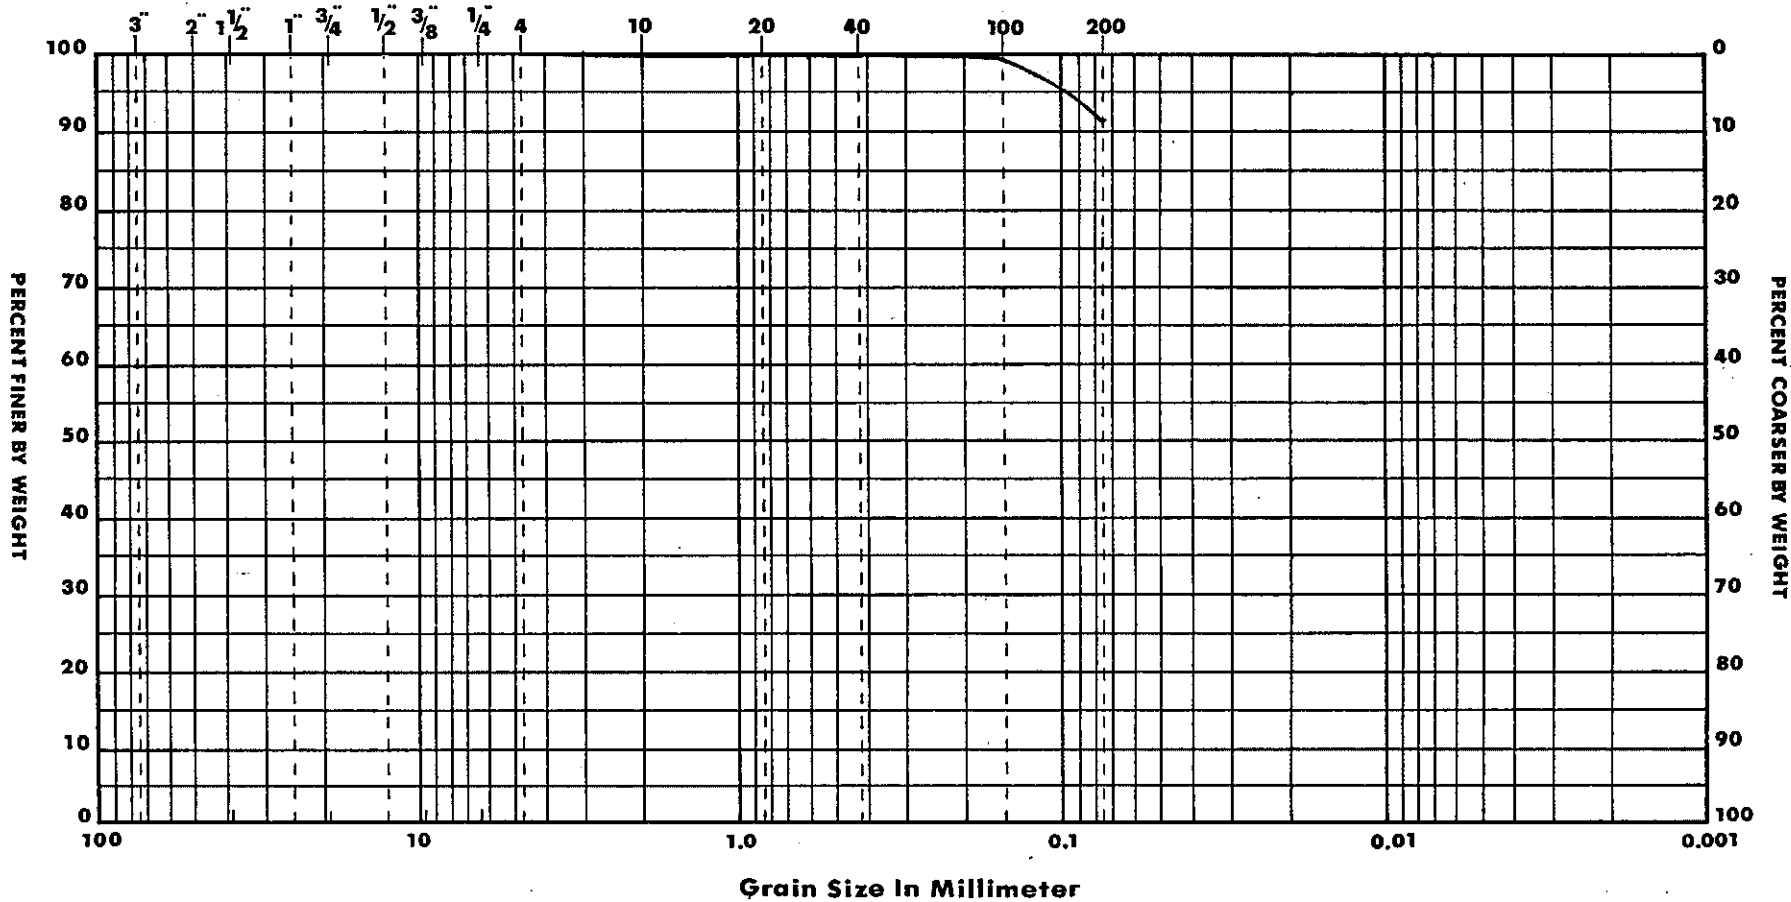 3" 2" 1 1/2" 1" 3/4" 1/2" 3/8" 1/4" 4 10 20 40 100 200
100 0
90 10
80 20
70 30
60 40
50 50
40 60
30 70
20 80
10 90
0 100
PERCENT FINER BY WEIGHT
PERCENT COARSER BY WEIGHT
100 10 1.0 0.1 0.01 0.001
Grain Size In Millimeter